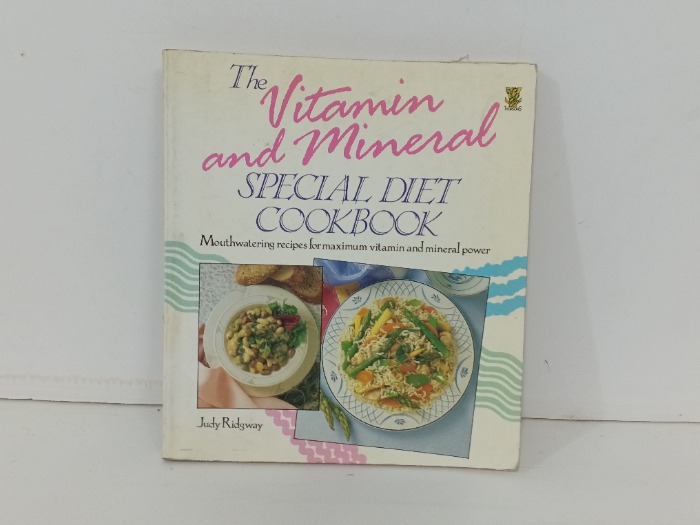 The Vitamin
and Mineral
SPECIAL DIET
COOKBOOK
Mouthwatering recipes for maximum vitamin and mineral power
Judy Ridgway